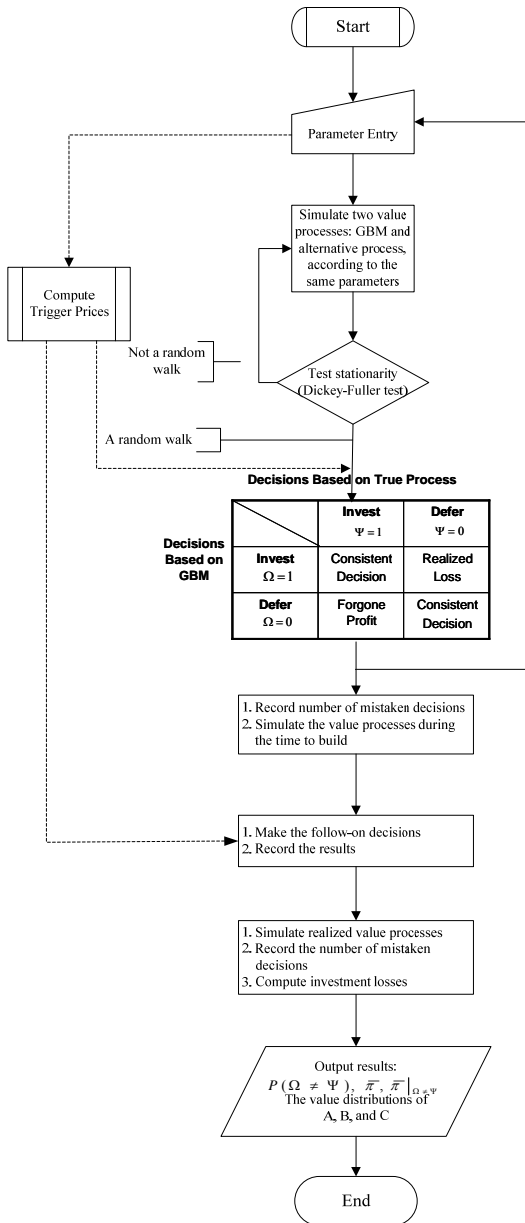 Start
Parameter Entry
Simulate two value
processes: GBM and
alternative process,
according to the
same parameters
Compute
Trigger Prices
Not a random
walk
Test stationarity
(Dickey-Fuller test)
A random walk
Decisions Based on True Process
Decisions
Based on
GBM
Invest
Ψ = 1
Defer
Ψ = 0
Invest
Ω = 1
Consistent
Decision
Realized
Loss
Defer
Ω = 0
Forgone
Profit
Consistent
Decision
1. Record number of mistaken decisions
2. Simulate the value processes during
the time to build
1. Make the follow-on decisions
2. Record the results
1. Simulate realized value processes
2. Record the number of mistaken
decisions
3. Compute investment losses
Output results:
P(Ω ≠ Ψ), π̅, π̅|Ω≠Ψ
The value distributions of
A, B, and C
End